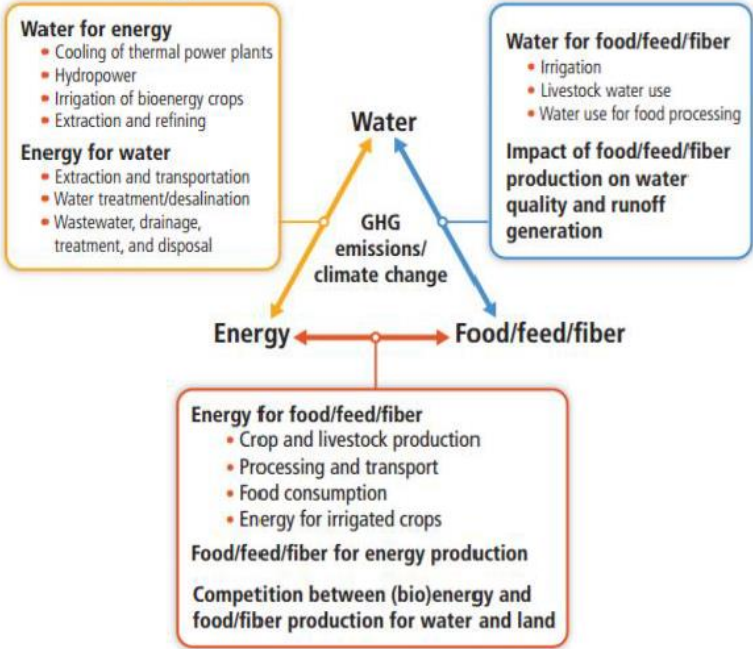 Water for energy
• Cooling of thermal power plants
• Hydropower
• Irrigation of bioenergy crops
• Extraction and refining
Energy for water
• Extraction and transportation
• Water treatment/desalination
• Wastewater, drainage,
treatment, and disposal
Water for food/feed/fiber
• Irrigation
• Livestock water use
• Water use for food processing
Impact of food/feed/fiber
production on water
quality and runoff
generation
Water
GHG
emissions/
climate change
Energy
Food/feed/fiber
Energy for food/feed/fiber
• Crop and livestock production
• Processing and transport
• Food consumption
• Energy for irrigated crops
Food/feed/fiber for energy production
Competition between (bio)energy and
food/fiber production for water and land